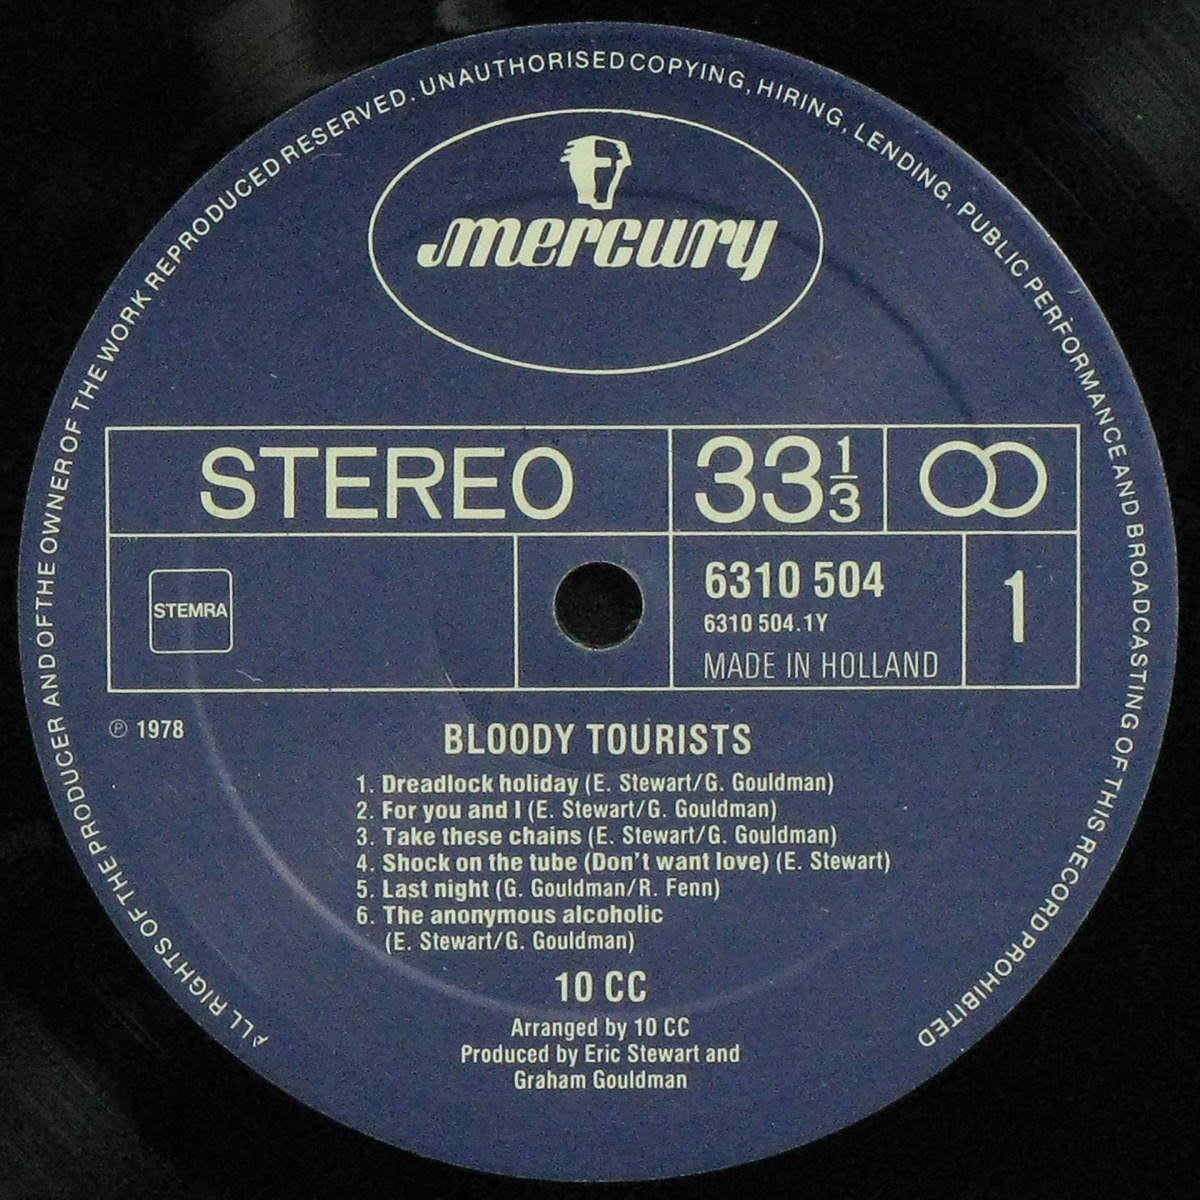 ALL RIGHTS OF THE PRODUCER AND OF THE OWNER OF THE WORK REPRODUCED RESERVED. UNAUTHORISED COPYING, HIRING, LENDING, PUBLIC PERFORMANCE AND BROADCASTING OF THIS RECORD PROHIBITED
mercury
STEREO
33 1/3
STEMRA
6310 504
6310 504.1Y
MADE IN HOLLAND
1
℗ 1978
BLOODY TOURISTS
1. Dreadlock holiday (E. Stewart/G. Gouldman)
2. For you and I (E. Stewart/G. Gouldman)
3. Take these chains (E. Stewart/G. Gouldman)
4. Shock on the tube (Don't want love) (E. Stewart)
5. Last night (G. Gouldman/R. Fenn)
6. The anonymous alcoholic
(E. Stewart/G. Gouldman)
10 CC
Arranged by 10 CC
Produced by Eric Stewart and
Graham Gouldman